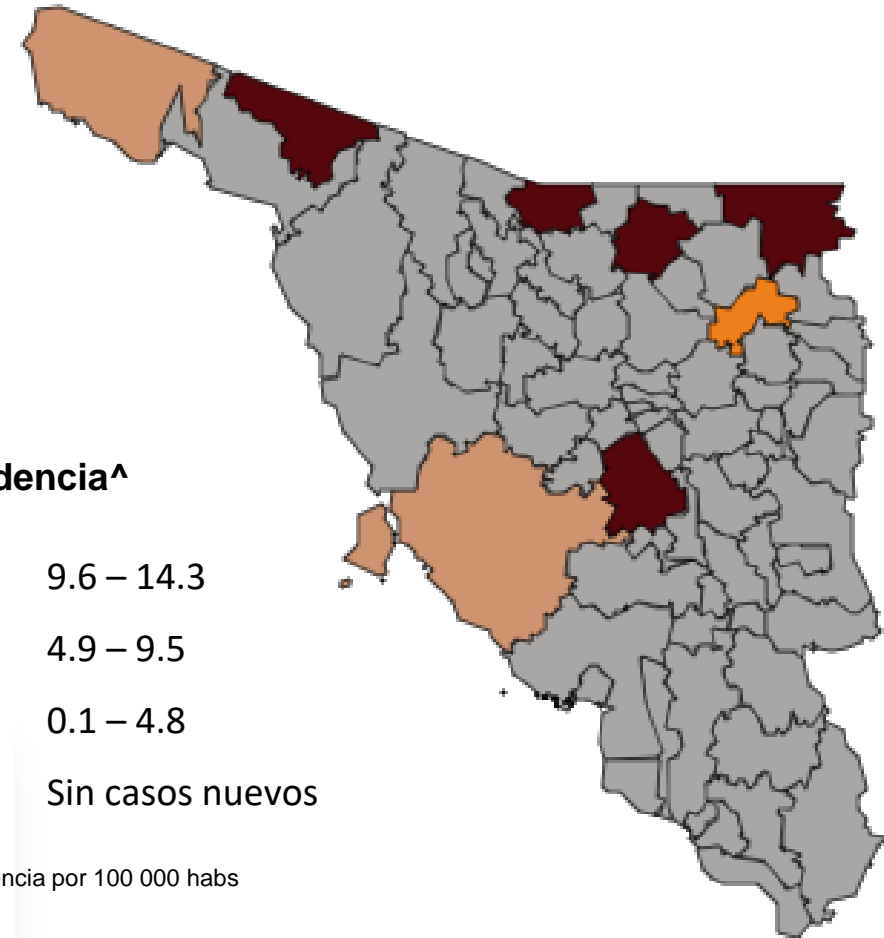 dencia^
9.6 – 14.3
4.9 – 9.5
0.1 – 4.8
Sin casos nuevos
encia por 100 000 habs